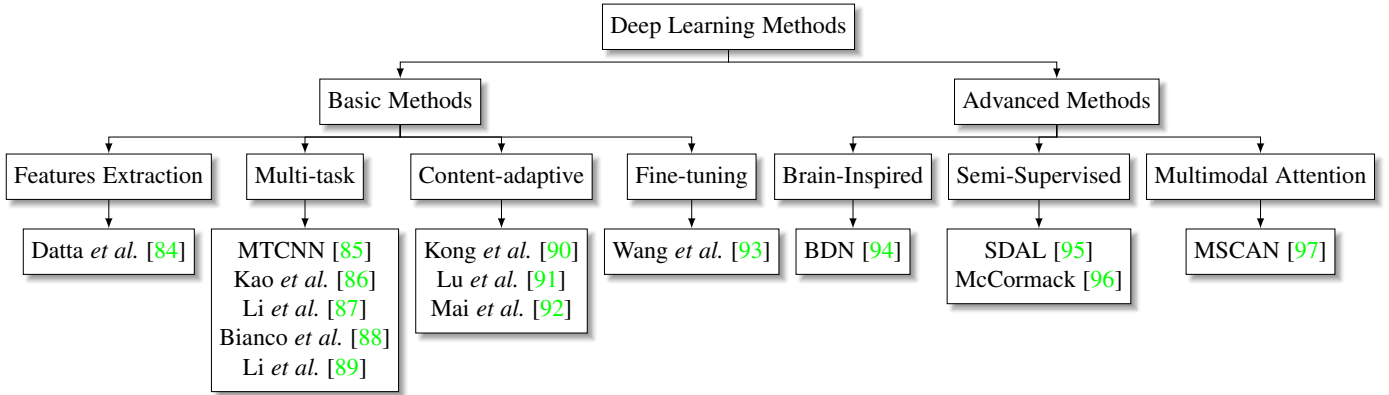 Deep Learning Methods
Basic Methods
Advanced Methods
Features Extraction
Multi-task
Content-adaptive
Fine-tuning
Brain-Inspired
Semi-Supervised
Multimodal Attention
Datta et al. [84]
MTCNN [85]
Kao et al. [86]
Li et al. [87]
Bianco et al. [88]
Li et al. [89]
Kong et al. [90]
Lu et al. [91]
Mai et al. [92]
Wang et al. [93]
BDN [94]
SDAL [95]
McCormack [96]
MSCAN [97]